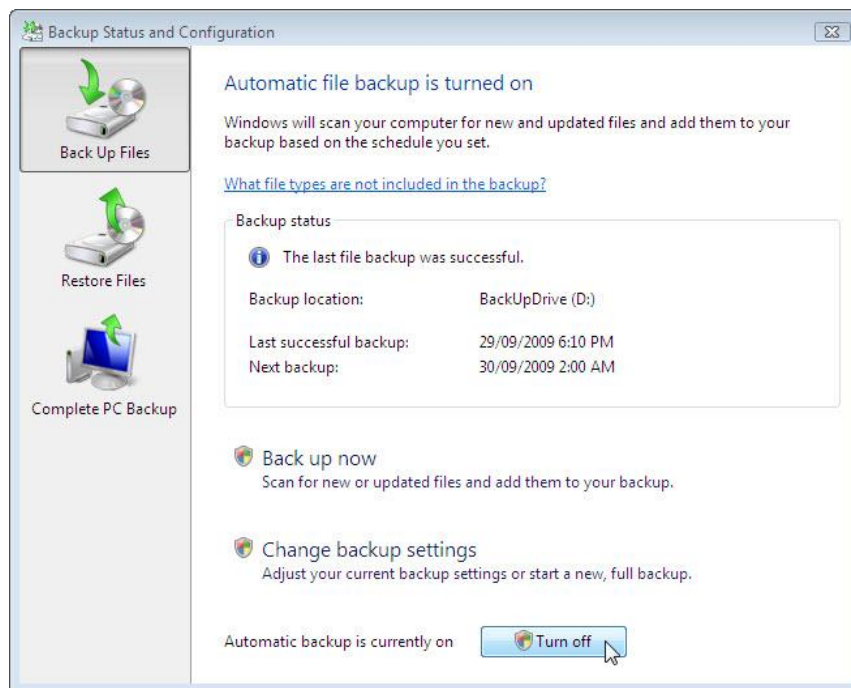 Backup Status and Configuration
Back Up Files
Restore Files
Complete PC Backup
Automatic file backup is turned on
Windows will scan your computer for new and updated files and add them to your
backup based on the schedule you set.
What file types are not included in the backup?
Backup status
The last file backup was successful.
Backup location: BackUpDrive (D:)
Last successful backup: 29/09/2009 6:10 PM
Next backup: 30/09/2009 2:00 AM
Back up now
Scan for new or updated files and add them to your backup.
Change backup settings
Adjust your current backup settings or start a new, full backup.
Automatic backup is currently on Turn off